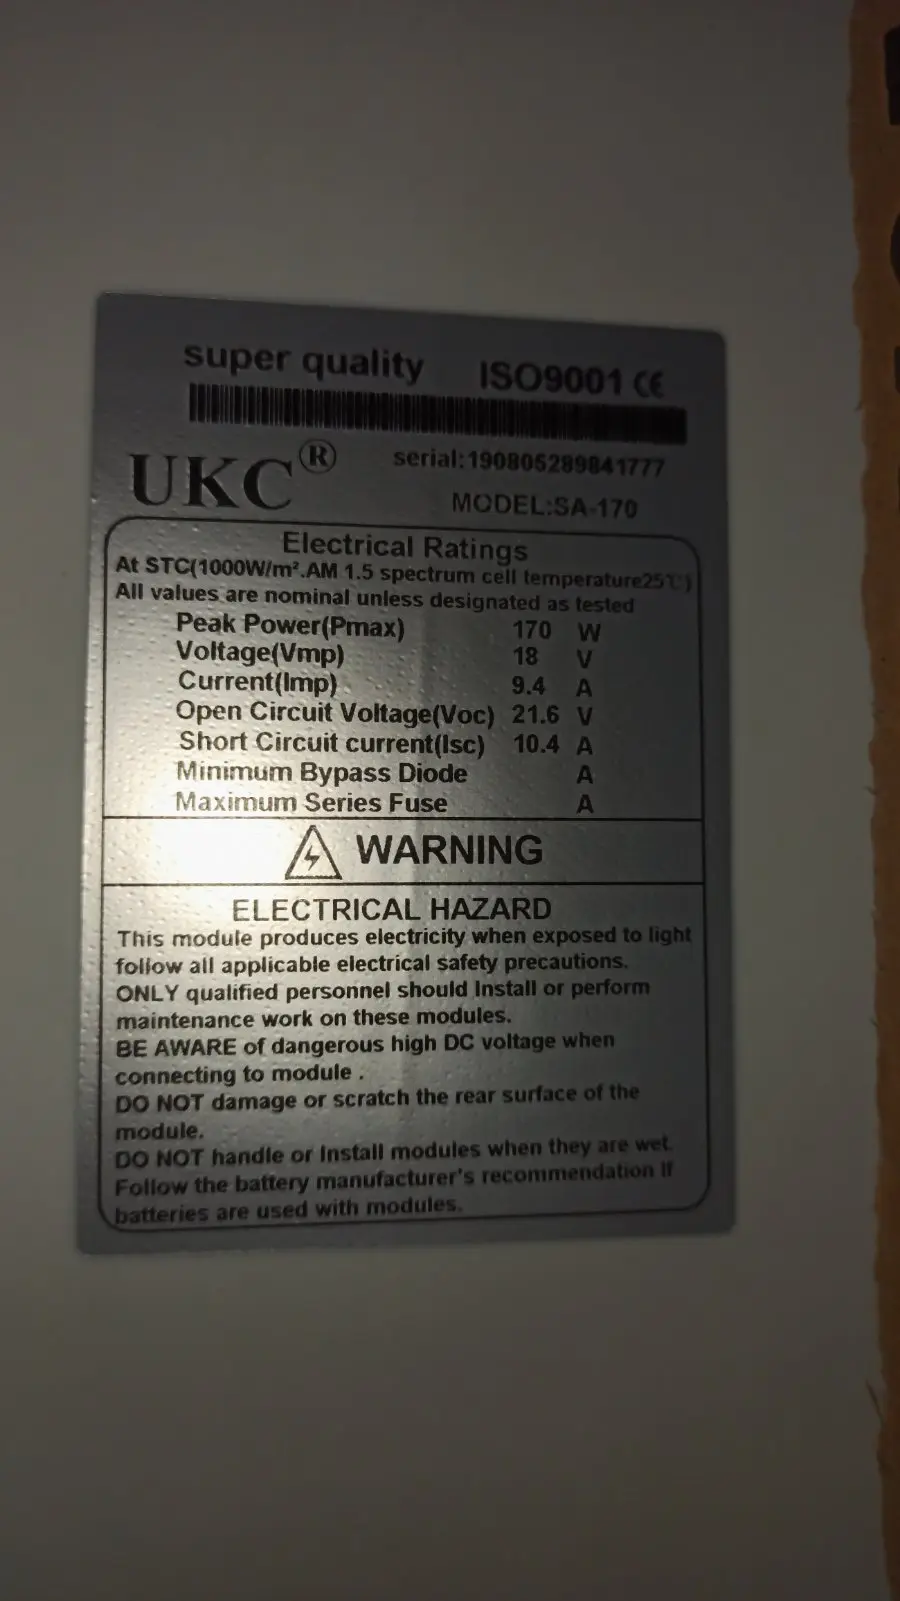 super quality ISO9001 CE
UKC® serial:190805289841777
MODEL:SA-170
Electrical Ratings
At STC(1000W/m².AM 1.5 spectrum cell temperature25℃)
All values are nominal unless designated as tested
Peak Power(Pmax) 170 W
Voltage(Vmp) 18 V
Current(Imp) 9.4 A
Open Circuit Voltage(Voc) 21.6 V
Short Circuit current(Isc) 10.4 A
Minimum Bypass Diode A
Maximum Series Fuse A
WARNING
ELECTRICAL HAZARD
This module produces electricity when exposed to light
follow all applicable electrical safety precautions.
ONLY qualified personnel should Install or perform
maintenance work on these modules.
BE AWARE of dangerous high DC voltage when
connecting to module .
DO NOT damage or scratch the rear surface of the
module.
DO NOT handle or Install modules when they are wet.
Follow the battery manufacturer's recommendation if
batteries are used with modules.